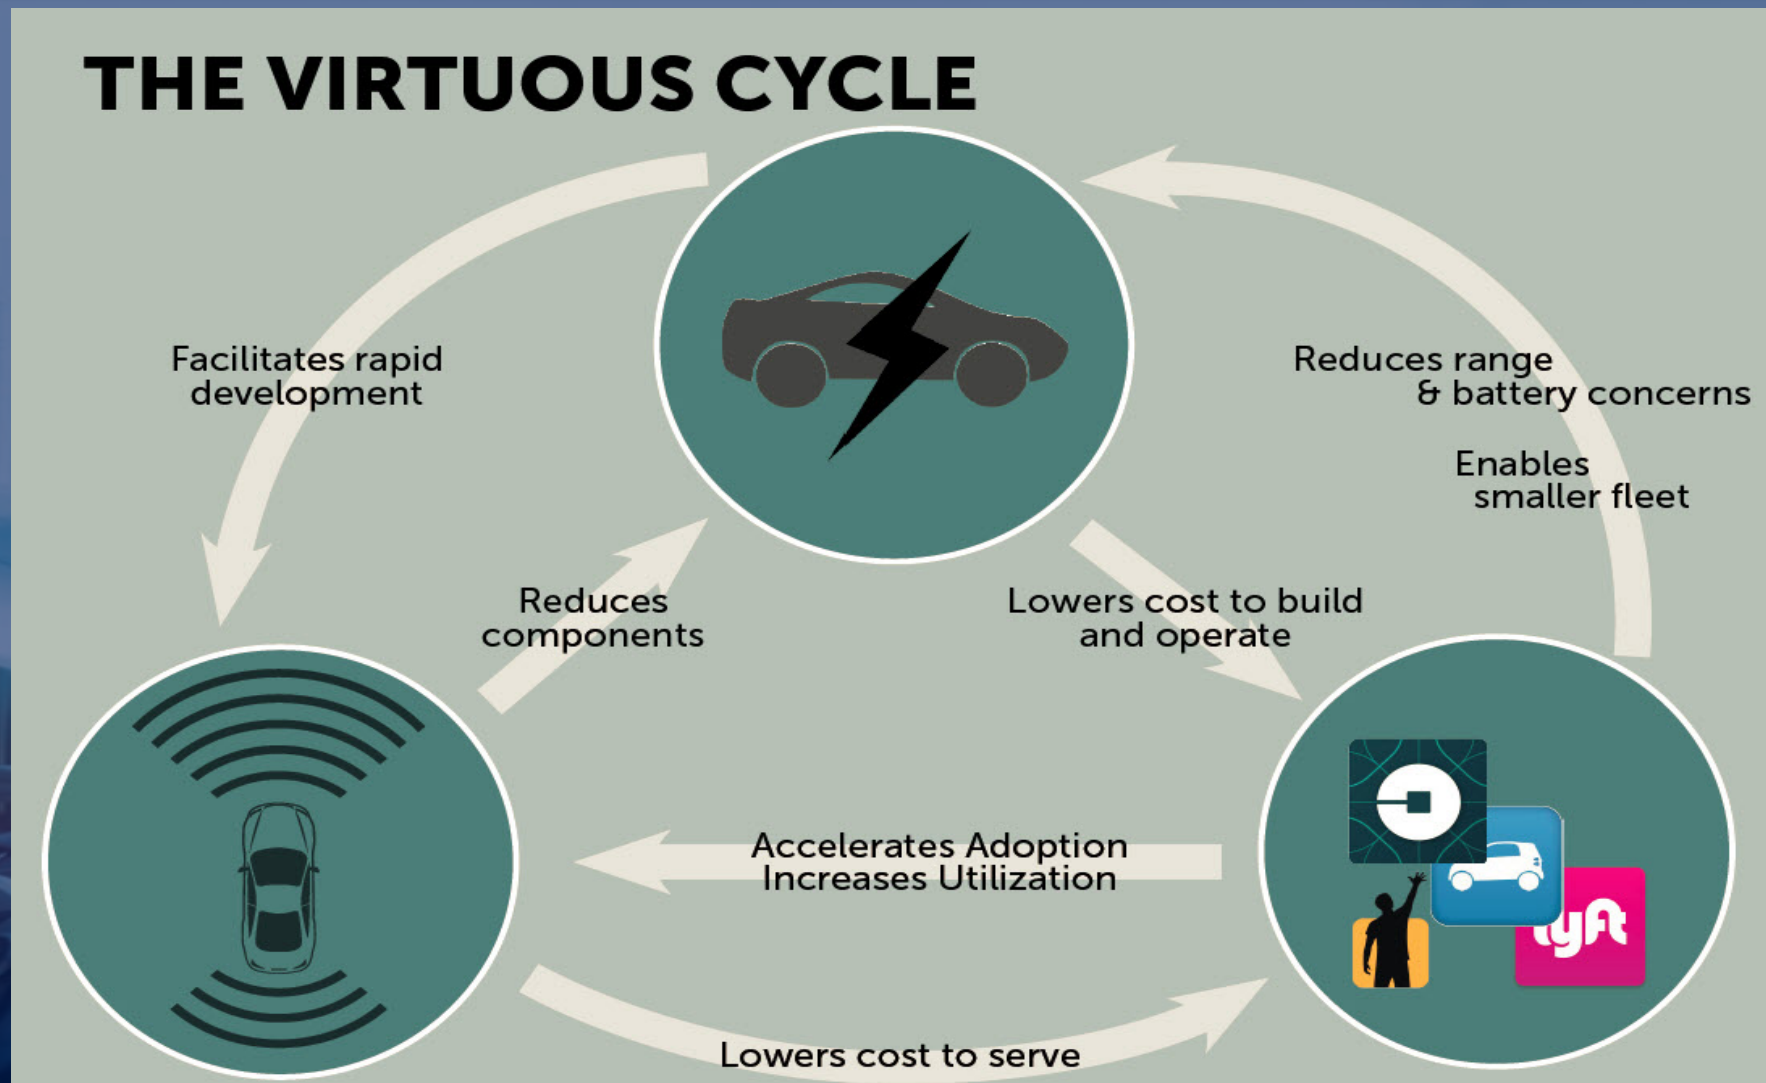 THE VIRTUOUS CYCLE
Facilitates rapid
development
Reduces range
& battery concerns
Enables
smaller fleet
Reduces
components
Lowers cost to build
and operate
Accelerates Adoption
Increases Utilization
lyft
Lowers cost to serve